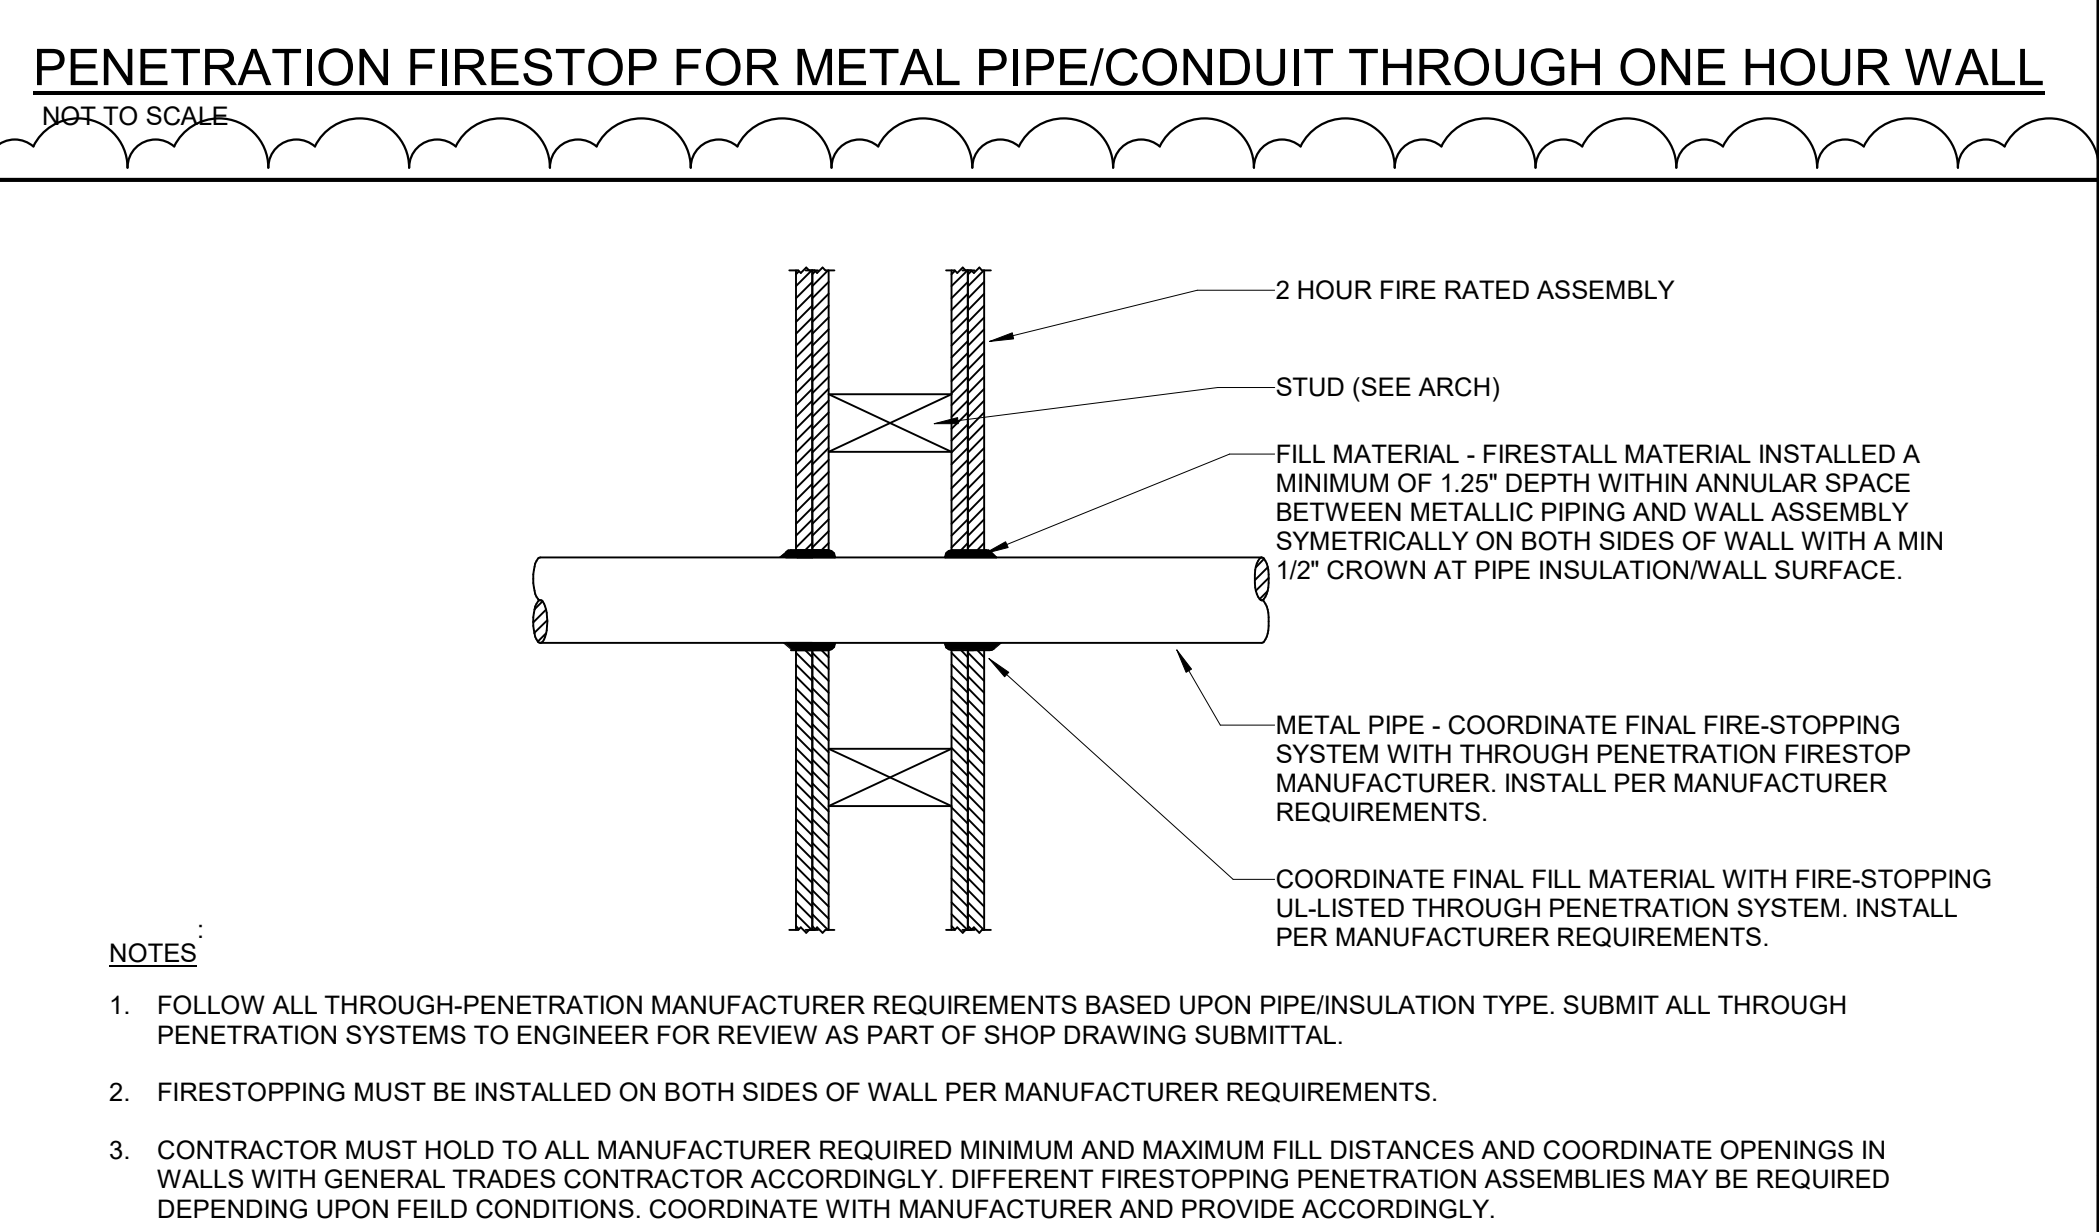 PENETRATION FIRESTOP FOR METAL PIPE/CONDUIT THROUGH ONE HOUR WALL
NOT TO SCALE
2 HOUR FIRE RATED ASSEMBLY
STUD (SEE ARCH)
FILL MATERIAL - FIRESTALL MATERIAL INSTALLED A
MINIMUM OF 1.25" DEPTH WITHIN ANNULAR SPACE
BETWEEN METALLIC PIPING AND WALL ASSEMBLY
SYMETRICALLY ON BOTH SIDES OF WALL WITH A MIN
1/2" CROWN AT PIPE INSULATION/WALL SURFACE.
METAL PIPE - COORDINATE FINAL FIRE-STOPPING
SYSTEM WITH THROUGH PENETRATION FIRESTOP
MANUFACTURER. INSTALL PER MANUFACTURER
REQUIREMENTS.
COORDINATE FINAL FILL MATERIAL WITH FIRE-STOPPING
UL-LISTED THROUGH PENETRATION SYSTEM. INSTALL
PER MANUFACTURER REQUIREMENTS.
NOTES:
1. FOLLOW ALL THROUGH-PENETRATION MANUFACTURER REQUIREMENTS BASED UPON PIPE/INSULATION TYPE. SUBMIT ALL THROUGH
PENETRATION SYSTEMS TO ENGINEER FOR REVIEW AS PART OF SHOP DRAWING SUBMITTAL.
2. FIRESTOPPING MUST BE INSTALLED ON BOTH SIDES OF WALL PER MANUFACTURER REQUIREMENTS.
3. CONTRACTOR MUST HOLD TO ALL MANUFACTURER REQUIRED MINIMUM AND MAXIMUM FILL DISTANCES AND COORDINATE OPENINGS IN
WALLS WITH GENERAL TRADES CONTRACTOR ACCORDINGLY. DIFFERENT FIRESTOPPING PENETRATION ASSEMBLIES MAY BE REQUIRED
DEPENDING UPON FEILD CONDITIONS. COORDINATE WITH MANUFACTURER AND PROVIDE ACCORDINGLY.